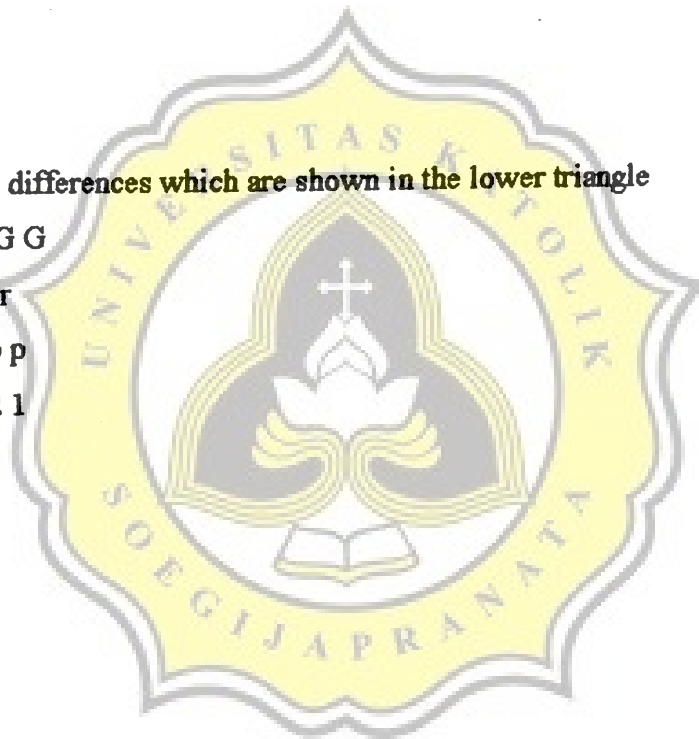 differences which are shown in the lower triangle
G G
r
p
1
UNIVERSITAS KATOLIK
SOEGIJAPRANATA